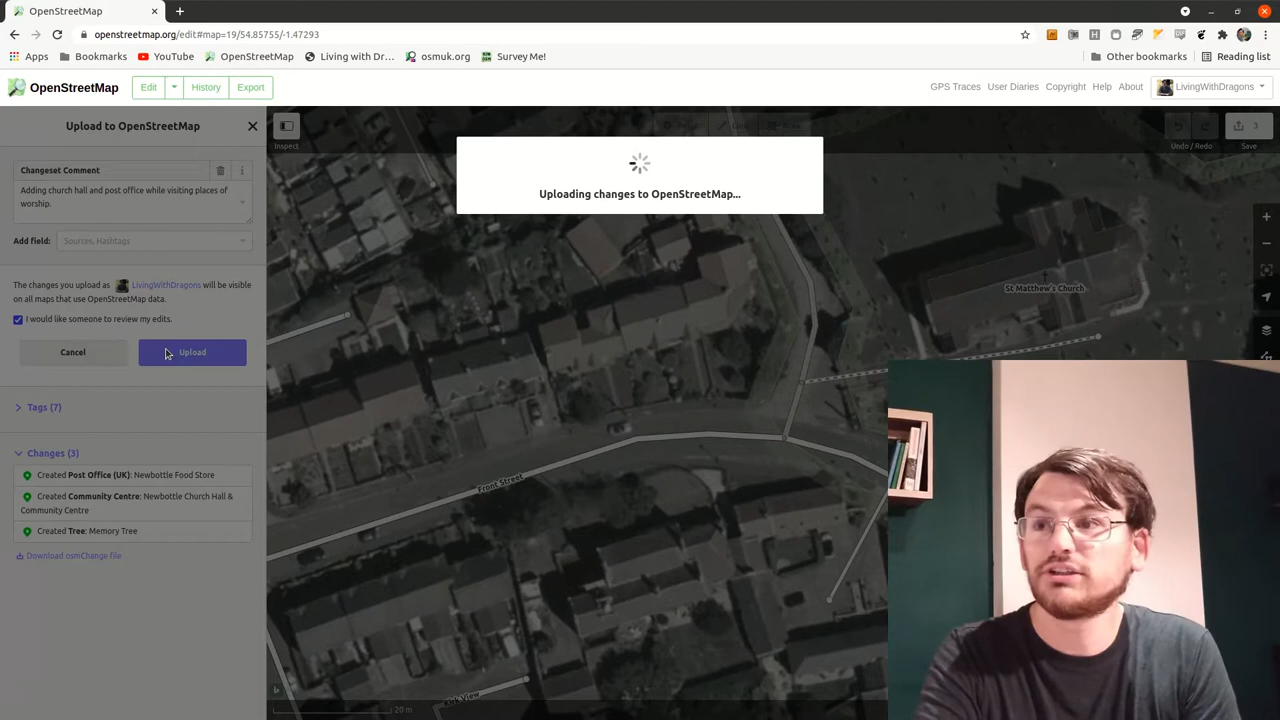 OpenStreetMap
openstreetmap.org/edit#map=19/54.85755/-1.47293
Apps
Bookmarks
YouTube
OpenStreetMap
Living with Dr…
osmuk.org
Survey Me!
Other bookmarks
Reading list
OpenStreetMap
Edit
History
Export
GPS Traces
User Diaries
Copyright
Help
About
LivingWithDragons
Upload to OpenStreetMap
Inspect
Undo / Redo
3
Save
Changeset Comment
Adding church hall and post office while visiting places of
worship.
Add field:
Sources, Hashtags
The changes you upload as LivingWithDragons will be visible
on all maps that use OpenStreetMap data.
I would like someone to review my edits.
Cancel
Upload
Tags (7)
Changes (3)
Created Post Office (UK): Newbottle Food Store
Created Community Centre: Newbottle Church Hall &
Community Centre
Created Tree: Memory Tree
Download osmChange file
Uploading changes to OpenStreetMap...
St Matthew's Church
Front Street
Kirk View
20 m